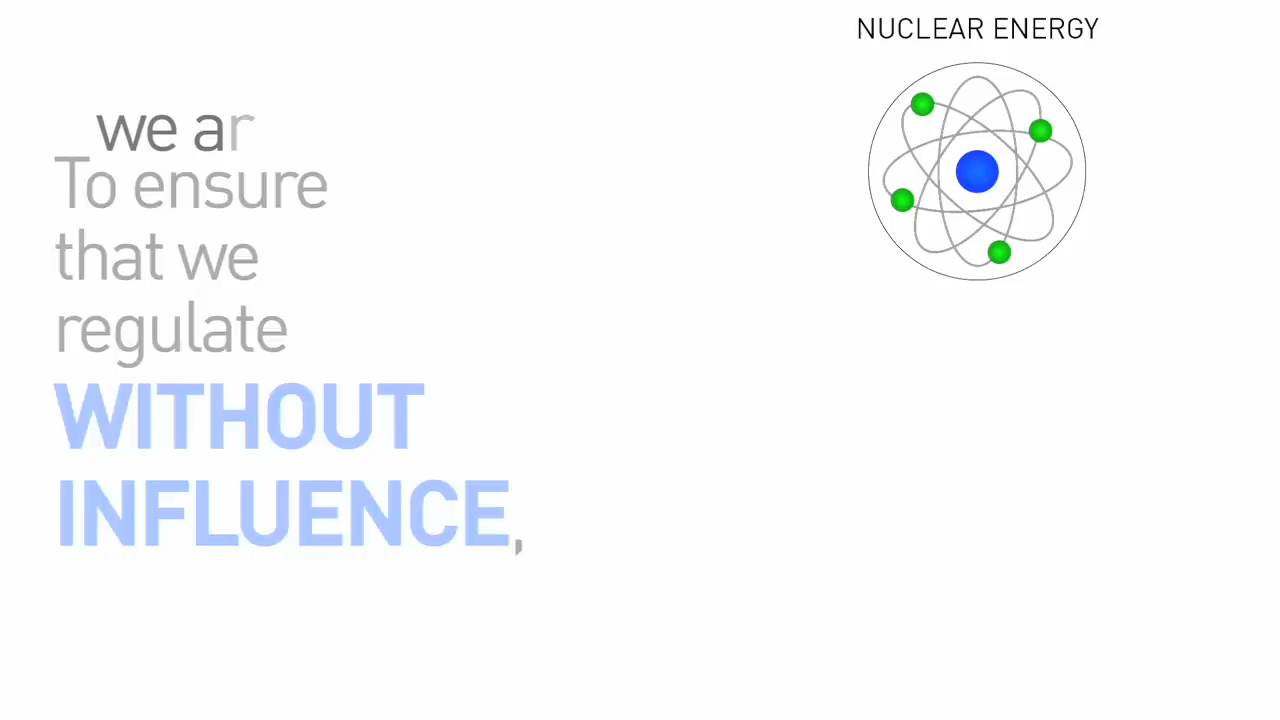 NUCLEAR ENERGY
we ar
To ensure
that we
regulate
WITHOUT
INFLUENCE,